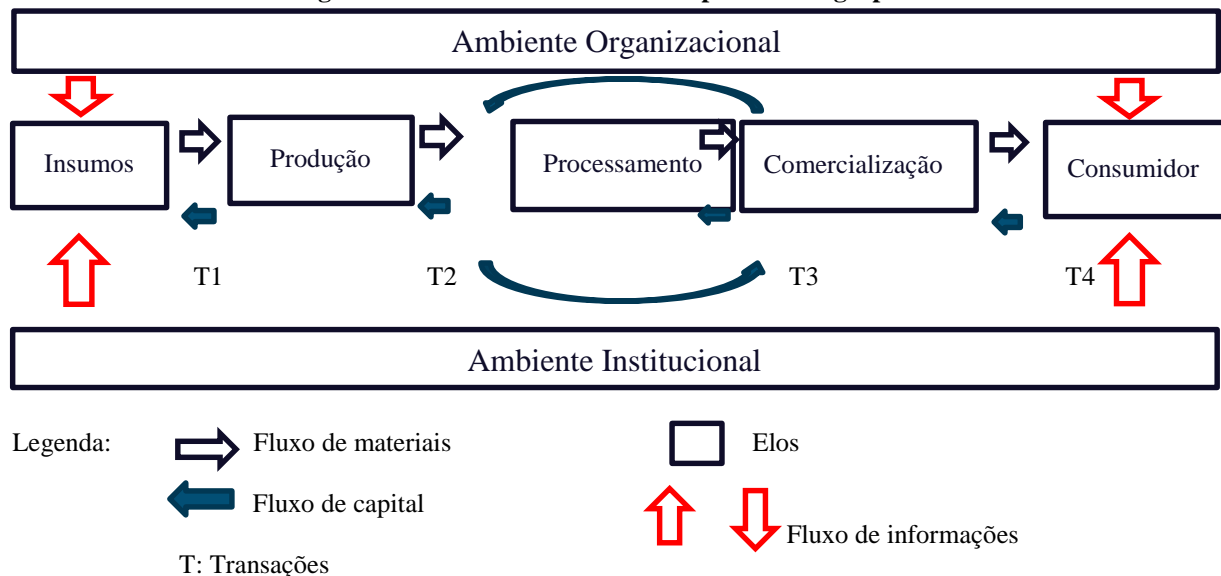 Ambiente Organizacional
Insumos
Produção
Processamento
Comercialização
Consumidor
T1
T2
T3
T4
Ambiente Institucional
Legenda:
Fluxo de materiais
Elos
Fluxo de capital
Fluxo de informações
T: Transações